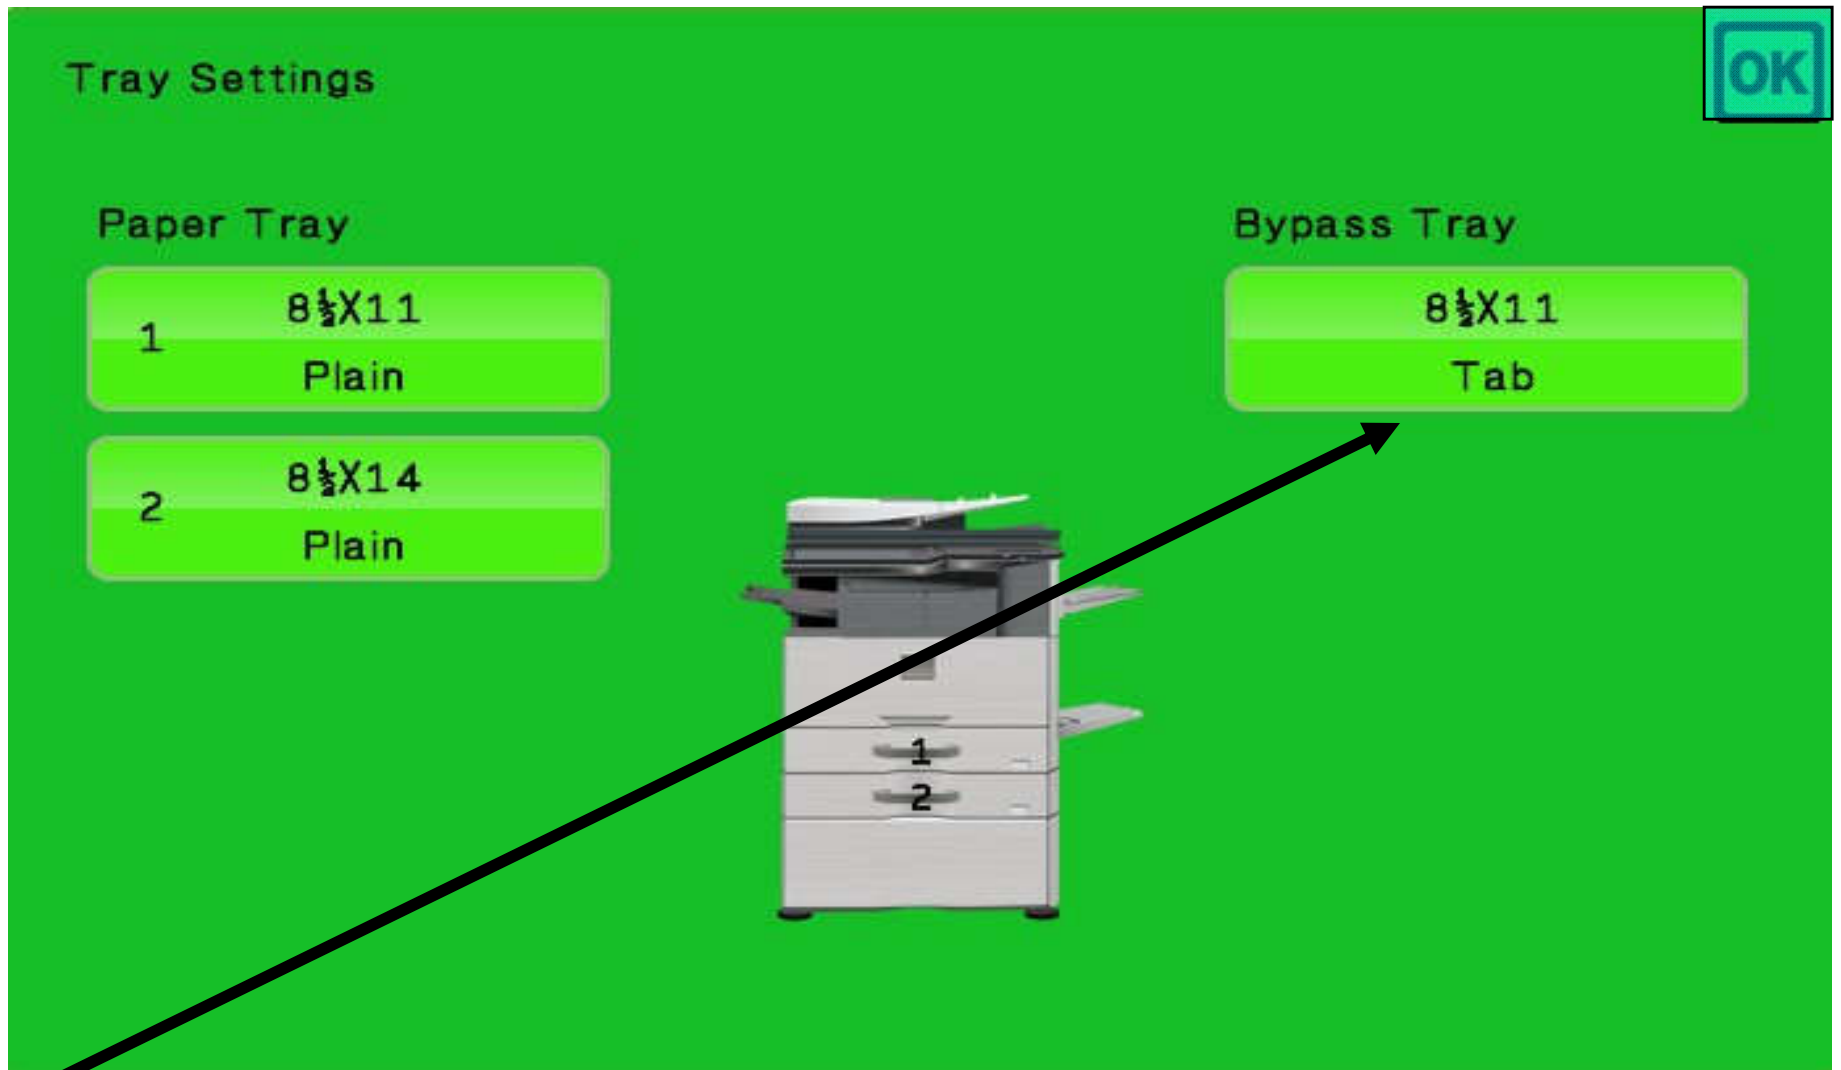 Tray Settings
OK
Paper Tray
Bypass Tray
1
8½X11
Plain
8½X11
Tab
2
8½X14
Plain
1
2